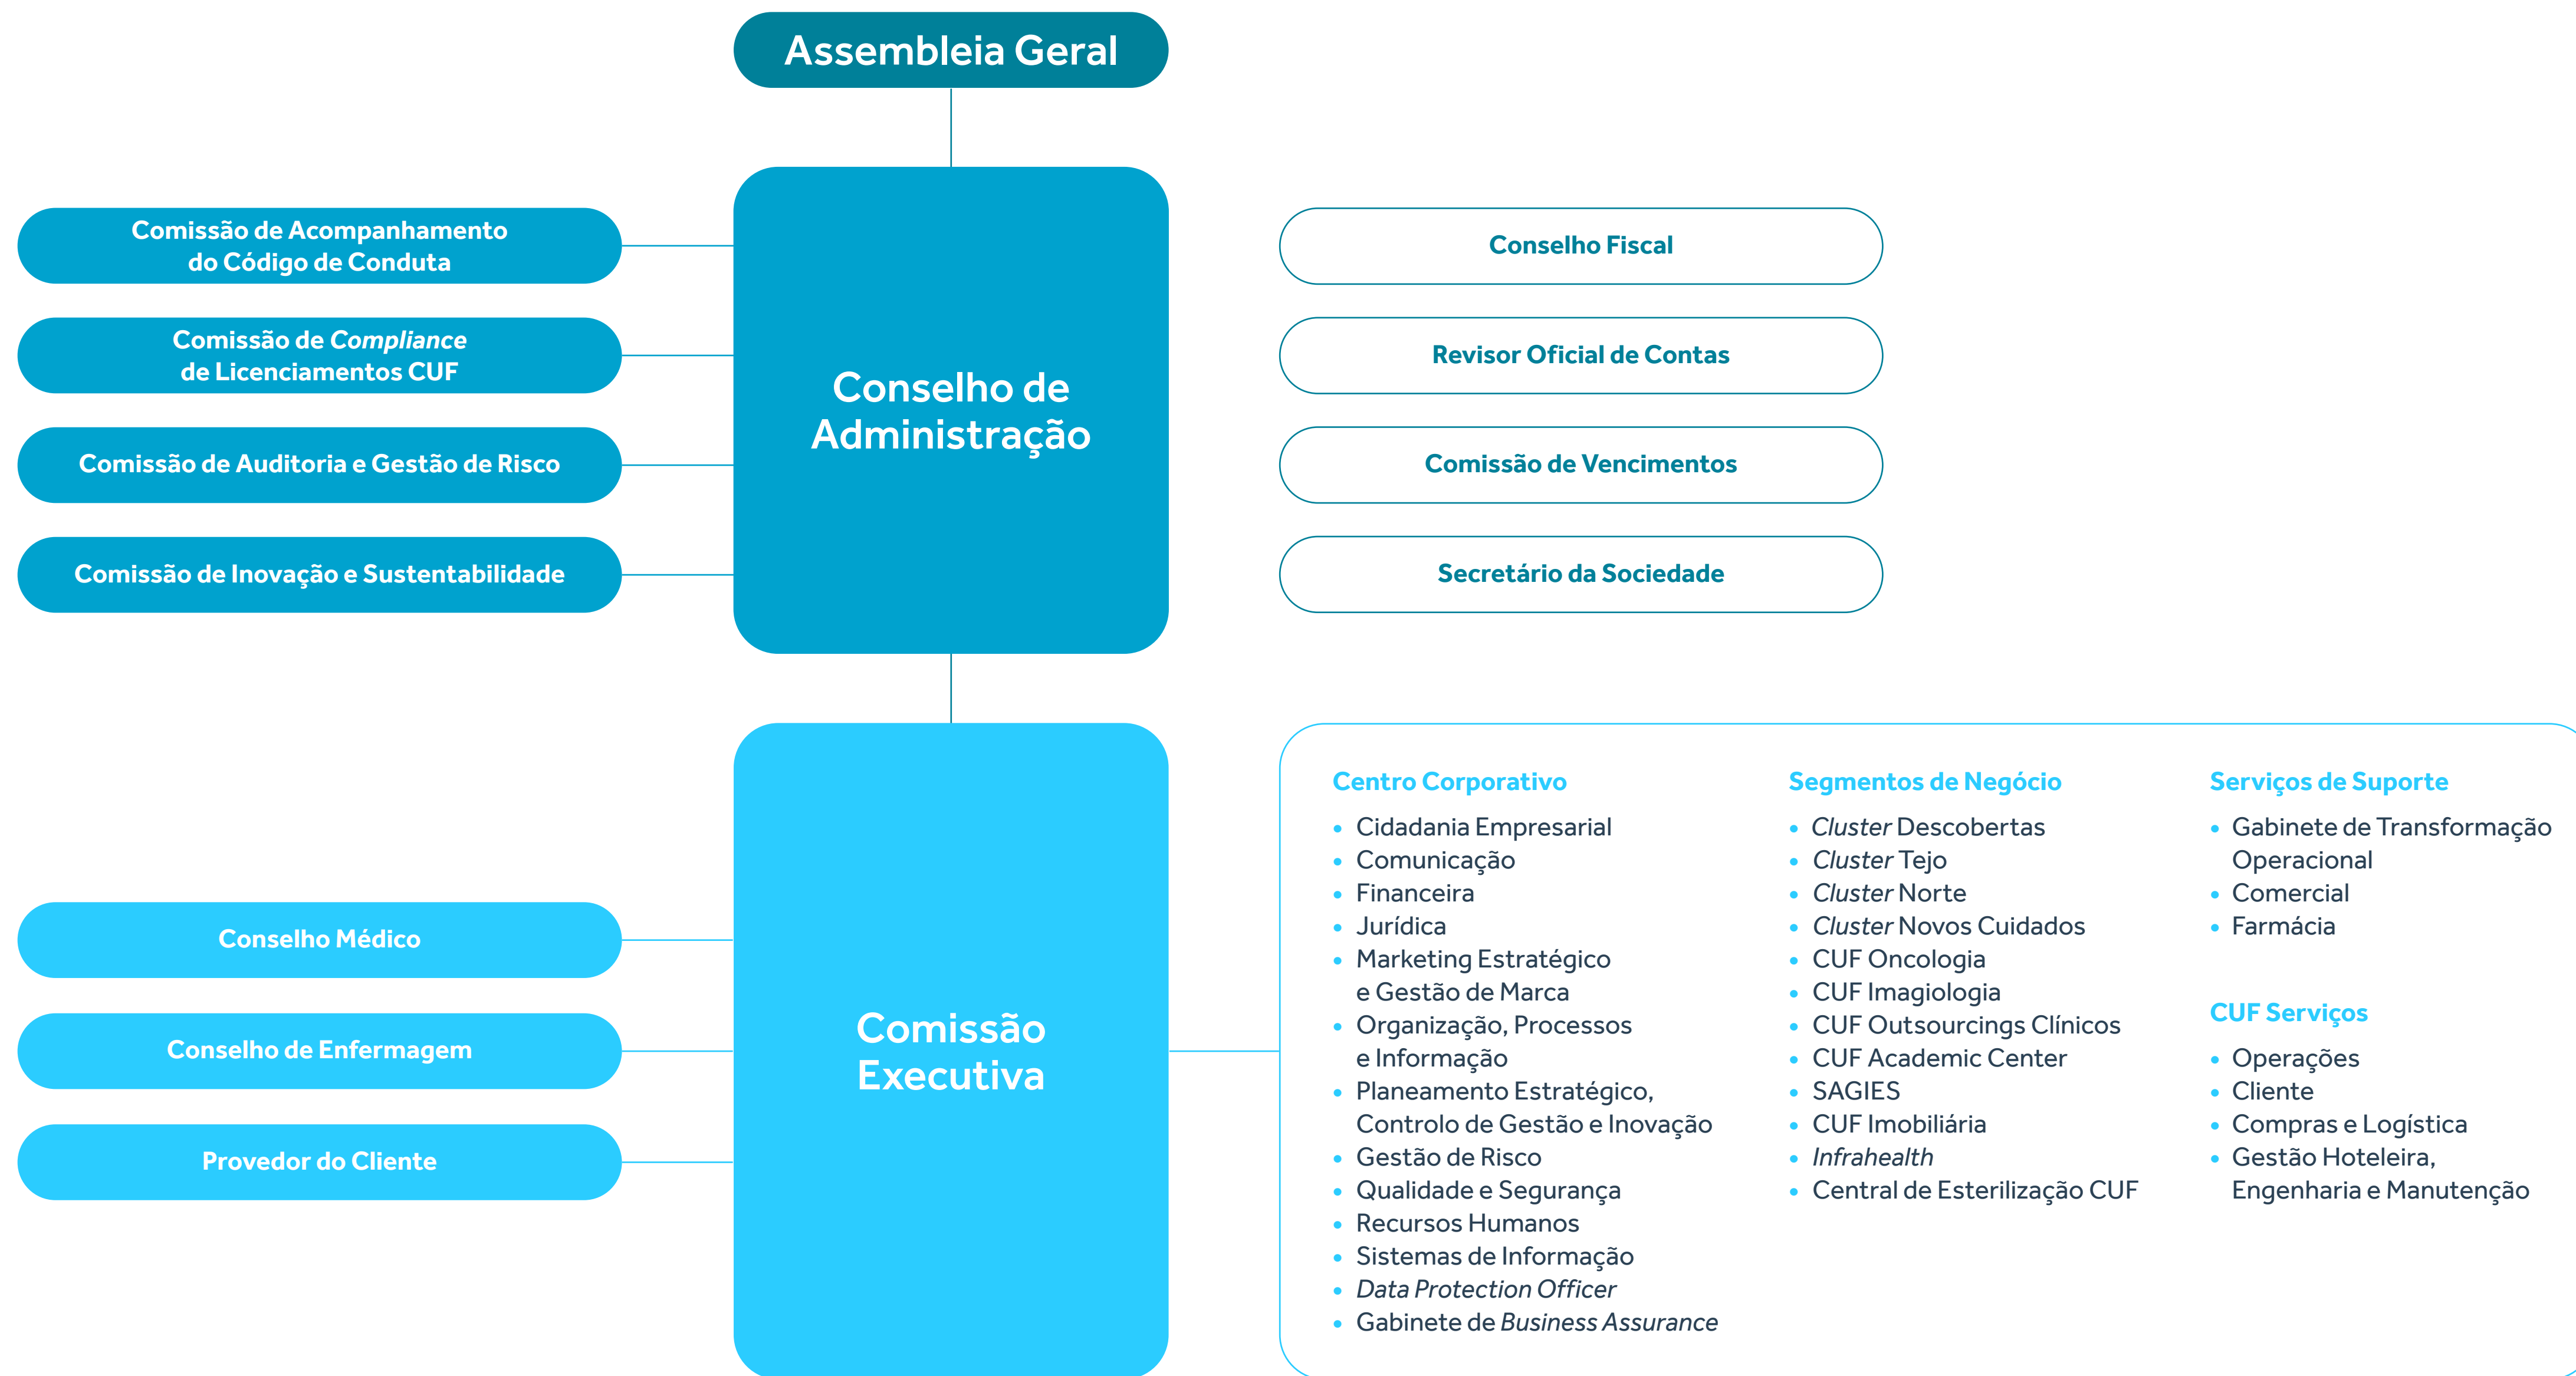 Assembleia Geral
Comissão de Acompanhamento
do Código de Conduta
Comissão de Compliance
de Licenciamentos CUF
Comissão de Auditoria e Gestão de Risco
Comissão de Inovação e Sustentabilidade
Conselho de
Administração
Conselho Fiscal
Revisor Oficial de Contas
Comissão de Vencimentos
Secretário da Sociedade
Conselho Médico
Conselho de Enfermagem
Provedor do Cliente
Comissão
Executiva
Centro Corporativo
• Cidadania Empresarial
• Comunicação
• Financeira
• Jurídica
• Marketing Estratégico
e Gestão de Marca
• Organização, Processos
e Informação
• Planeamento Estratégico,
Controlo de Gestão e Inovação
• Gestão de Risco
• Qualidade e Segurança
• Recursos Humanos
• Sistemas de Informação
• Data Protection Officer
• Gabinete de Business Assurance
Segmentos de Negócio
• Cluster Descobertas
• Cluster Tejo
• Cluster Norte
• Cluster Novos Cuidados
• CUF Oncologia
• CUF Imagiologia
• CUF Outsourcings Clínicos
• CUF Academic Center
• SAGIES
• CUF Imobiliária
• Infrahealth
• Central de Esterilização CUF
Serviços de Suporte
• Gabinete de Transformação
Operacional
• Comercial
• Farmácia
CUF Serviços
• Operações
• Cliente
• Compras e Logística
• Gestão Hoteleira,
Engenharia e Manutenção